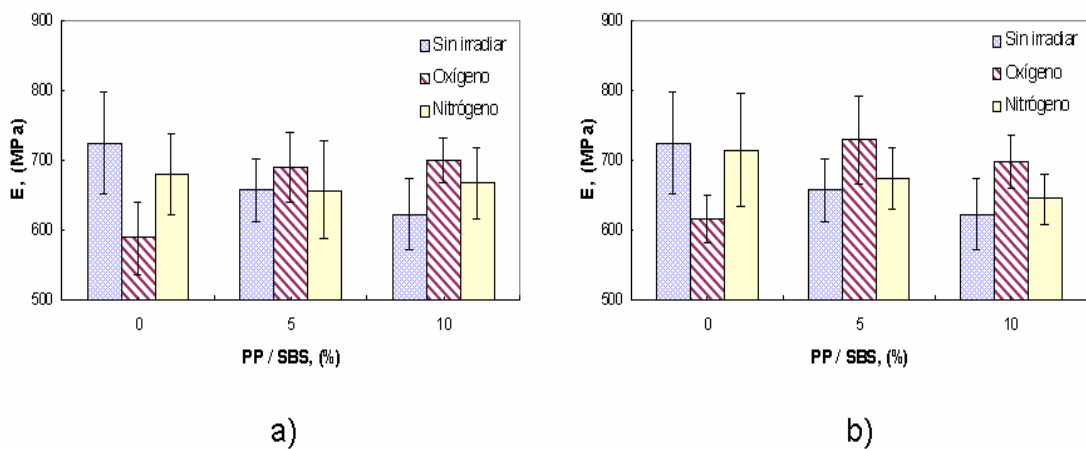 900
800
700
600
500
E, (MPa)
Sin irradiar
Oxígeno
Nitrógeno
0
5
10
PP / SBS, (%)
a)
900
800
700
600
500
E, (MPa)
Sin irradiar
Oxígeno
Nitrógeno
0
5
10
PP / SBS, (%)
b)